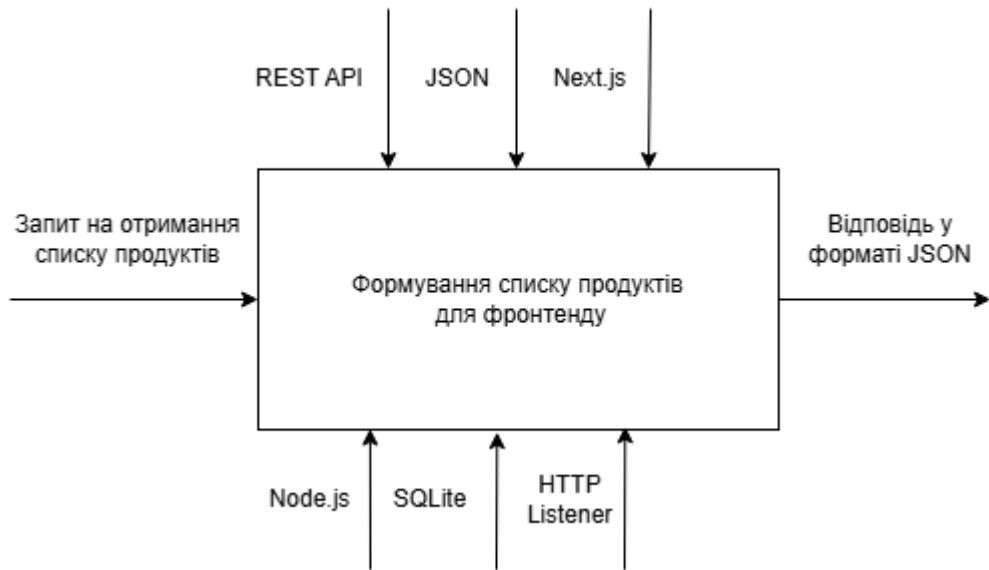 REST API
JSON
Next.js
Запит на отримання
списку продуктів
Формування списку продуктів
для фронтенду
Відповідь у
форматі JSON
Node.js
SQLite
HTTP
Listener